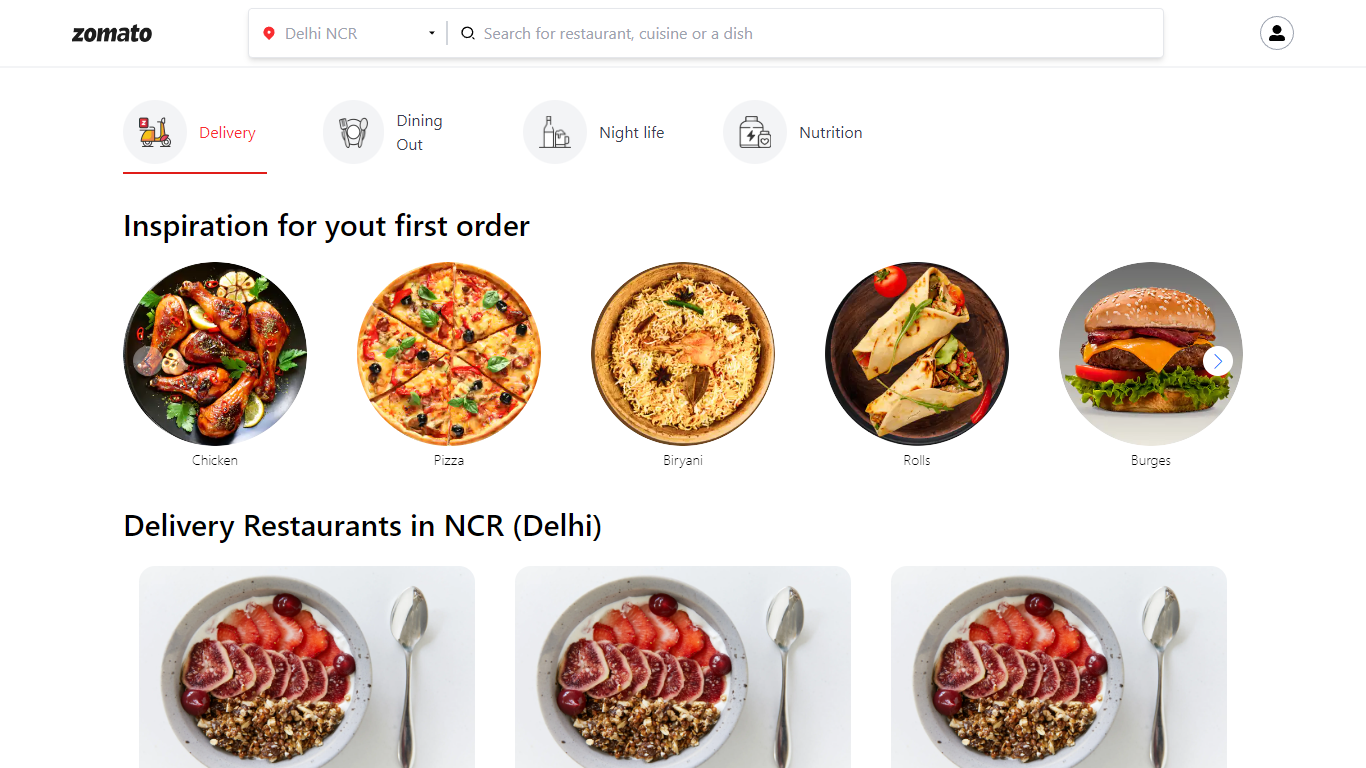 zomato
Delhi NCR
Search for restaurant, cuisine or a dish
Delivery
Dining
Out
Night life
Nutrition
Inspiration for yout first order
Chicken
Pizza
Biryani
Rolls
Burges
Delivery Restaurants in NCR (Delhi)